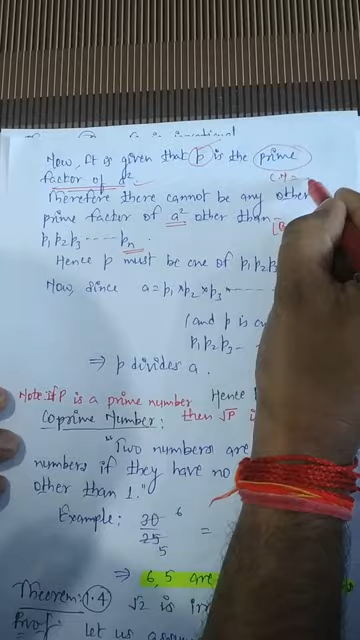 Now, It is given that p is the prime
factor of a².
Therefore there cannot be any other
prime factor of a² other than
p₁p₂p₃ ---- pₙ.
Hence p must be one of p₁p₂p₃
Now, since a = p₁×p₂×p₃ ----
(and p is
p₁p₂p₃ --
⇒ p divides a.
Note: If P is a prime number Hence
then √P
Coprime Number:
"Two numbers are
numbers if they have no
other than 1."
Example: 30/25 6 5 =
⇒ 6, 5 are
Theorem: 1.4 √2 is
Proof: Let us